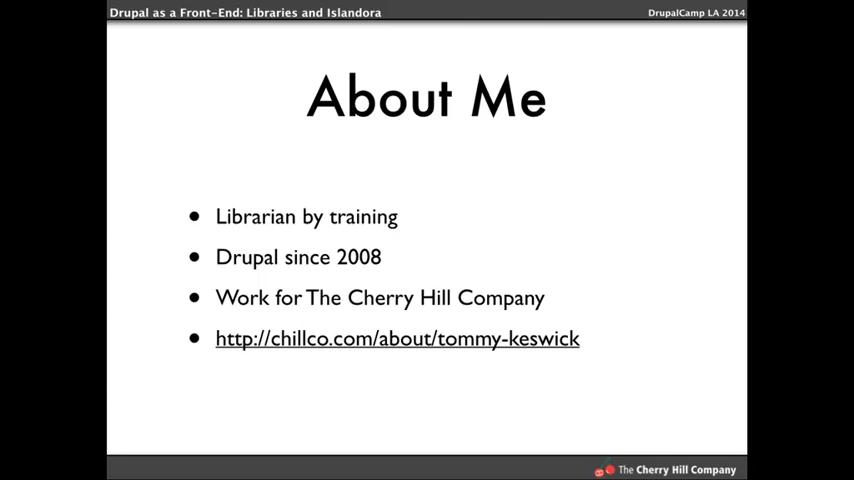 Drupal as a Front-End: Libraries and Islandora
DrupalCamp LA 2014
About Me
• Librarian by training
• Drupal since 2008
• Work for The Cherry Hill Company
• http://chillco.com/about/tommy-keswick
The Cherry Hill Company